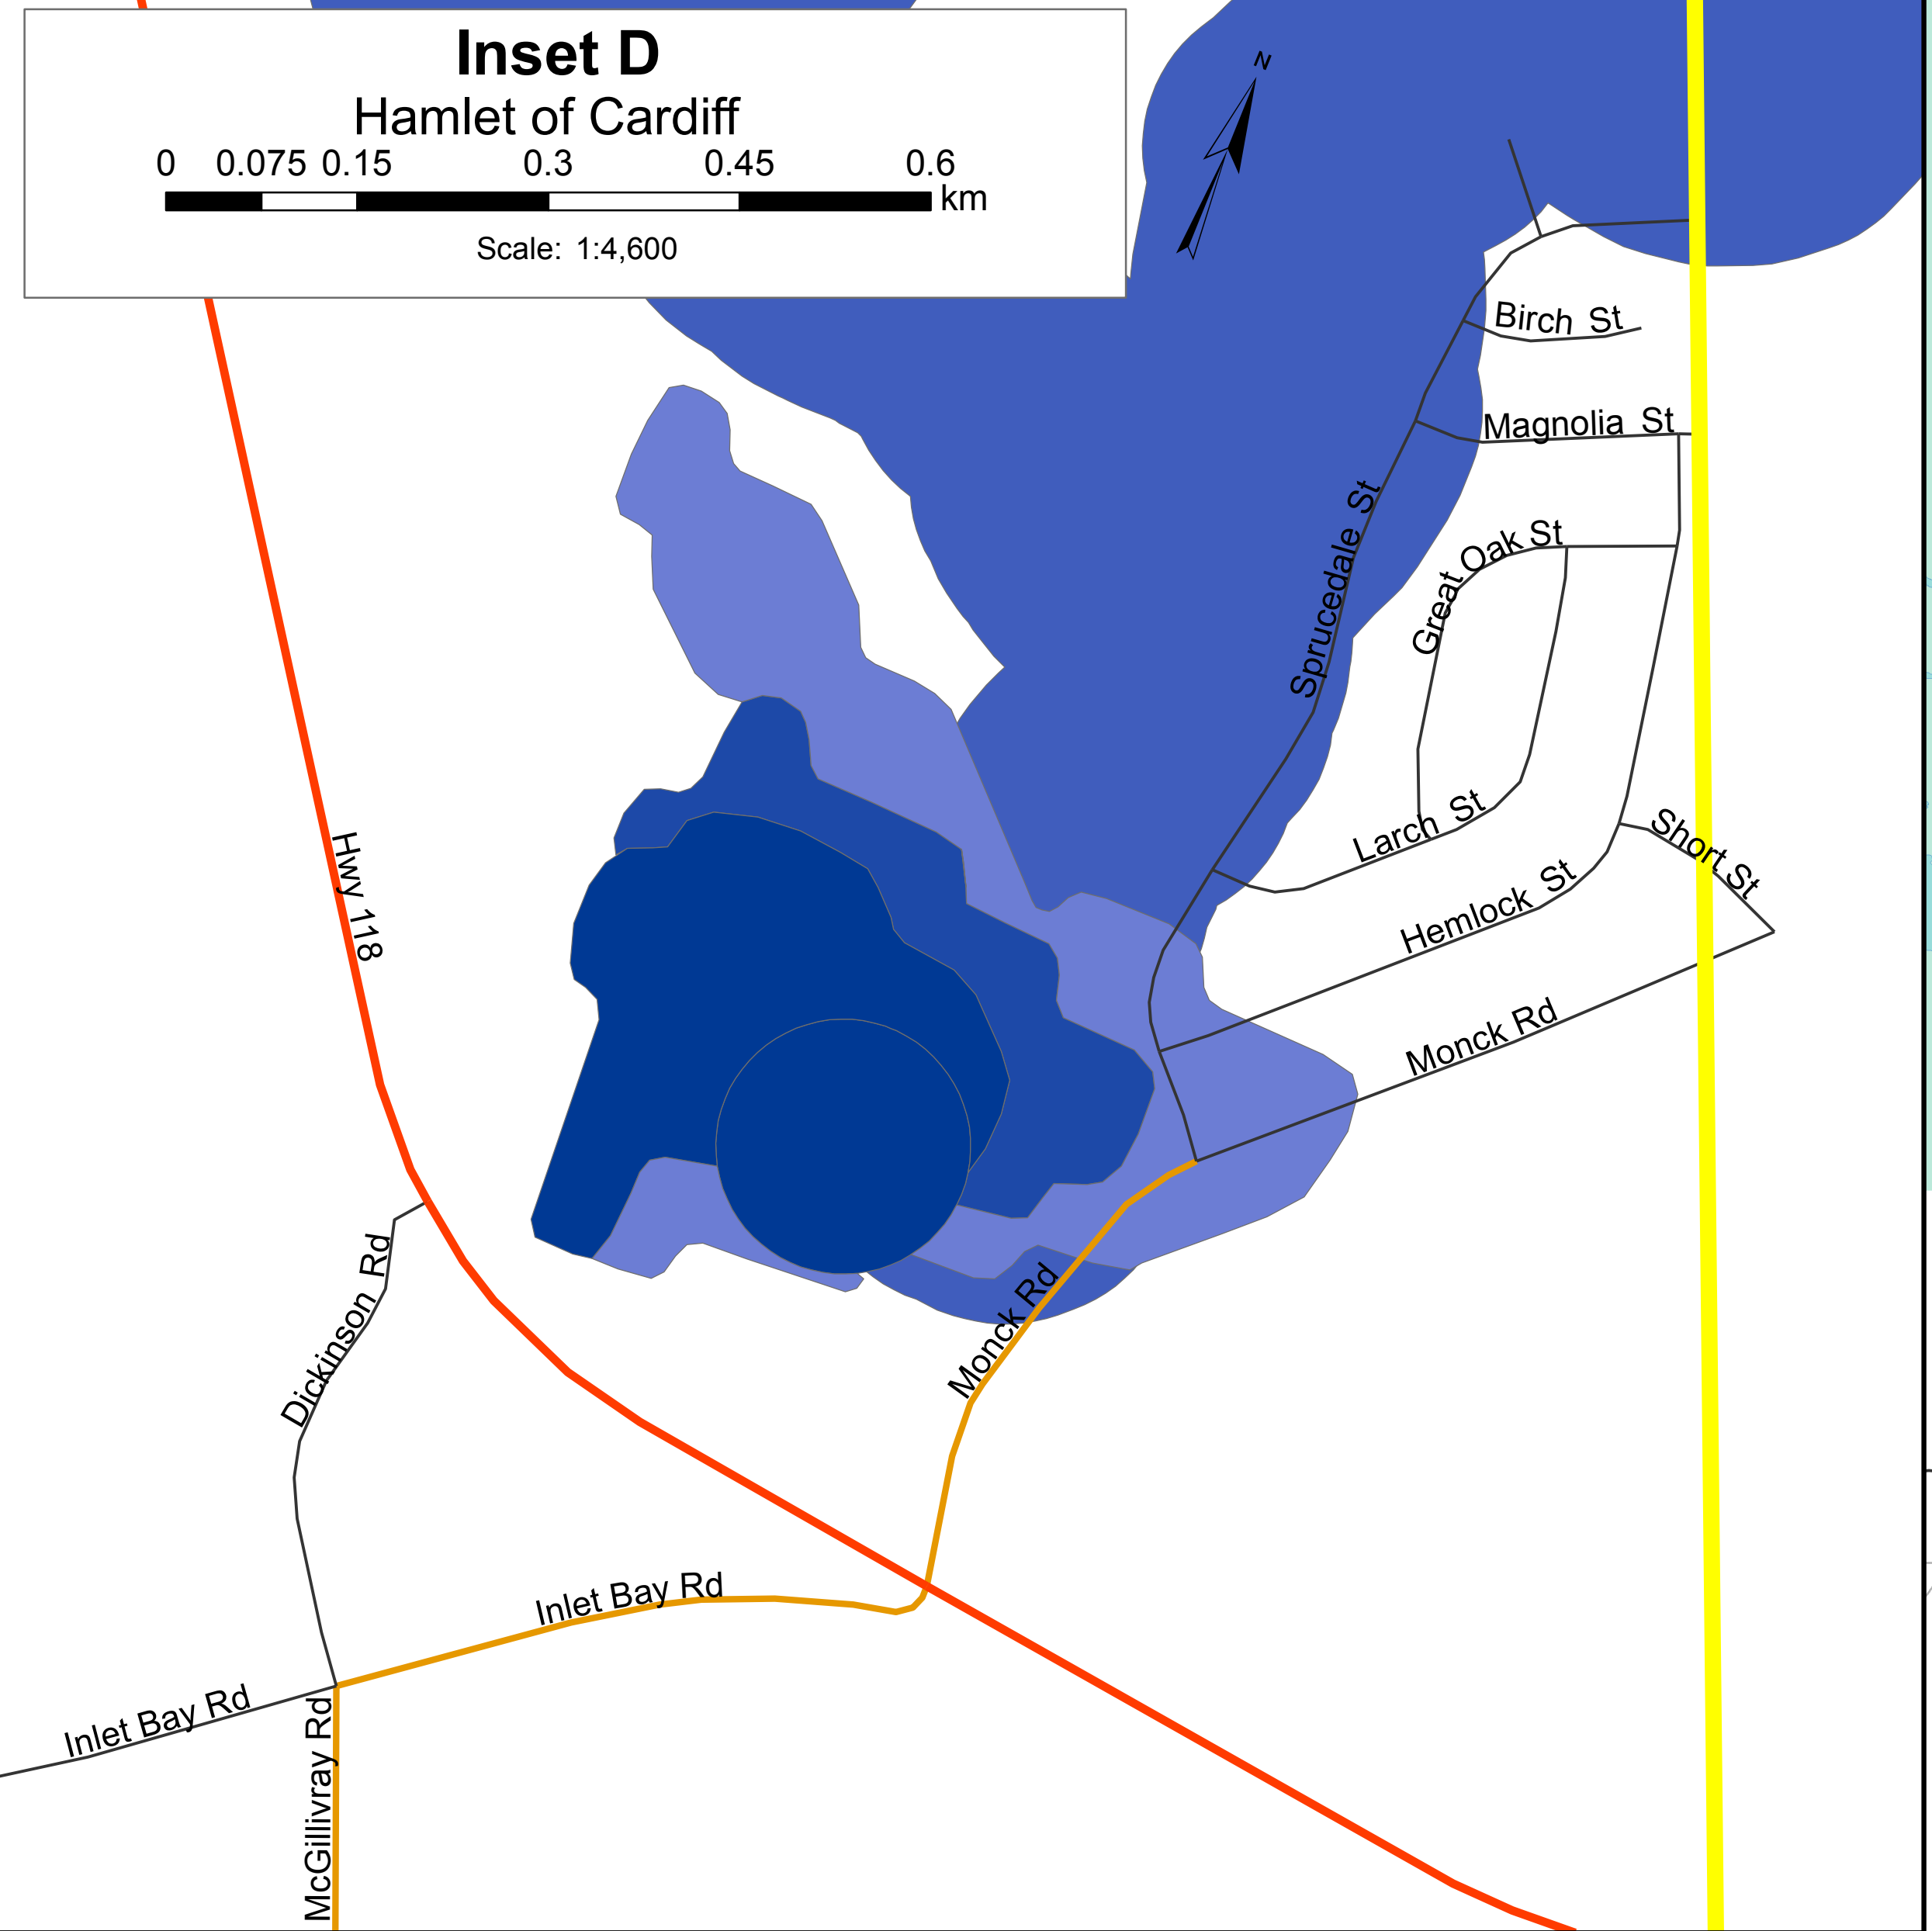 Inset D
Hamlet of Cardiff
0 0.075 0.15 0.3 0.45 0.6
km
Scale: 1:4,600
N
Birch St
Magnolia St
Sprucedale St
Great Oak St
Larch St
Short St
Hemlock St
Monck Rd
Hwy 118
Dickinson Rd
Monck Rd
Inlet Bay Rd
Inlet Bay Rd
McGillivray Rd